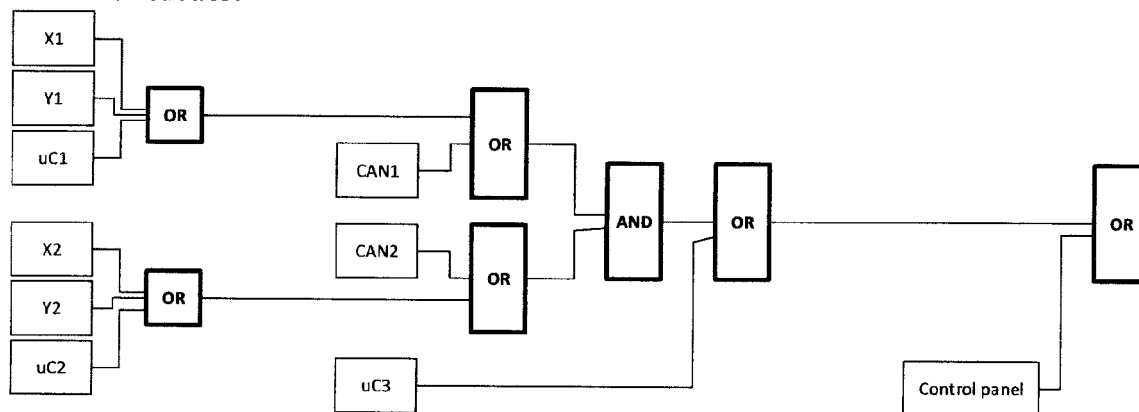 X1
Y1
OR
uC1
CAN1
OR
AND
OR
OR
X2
CAN2
OR
Y2
OR
uC2
uC3
Control panel